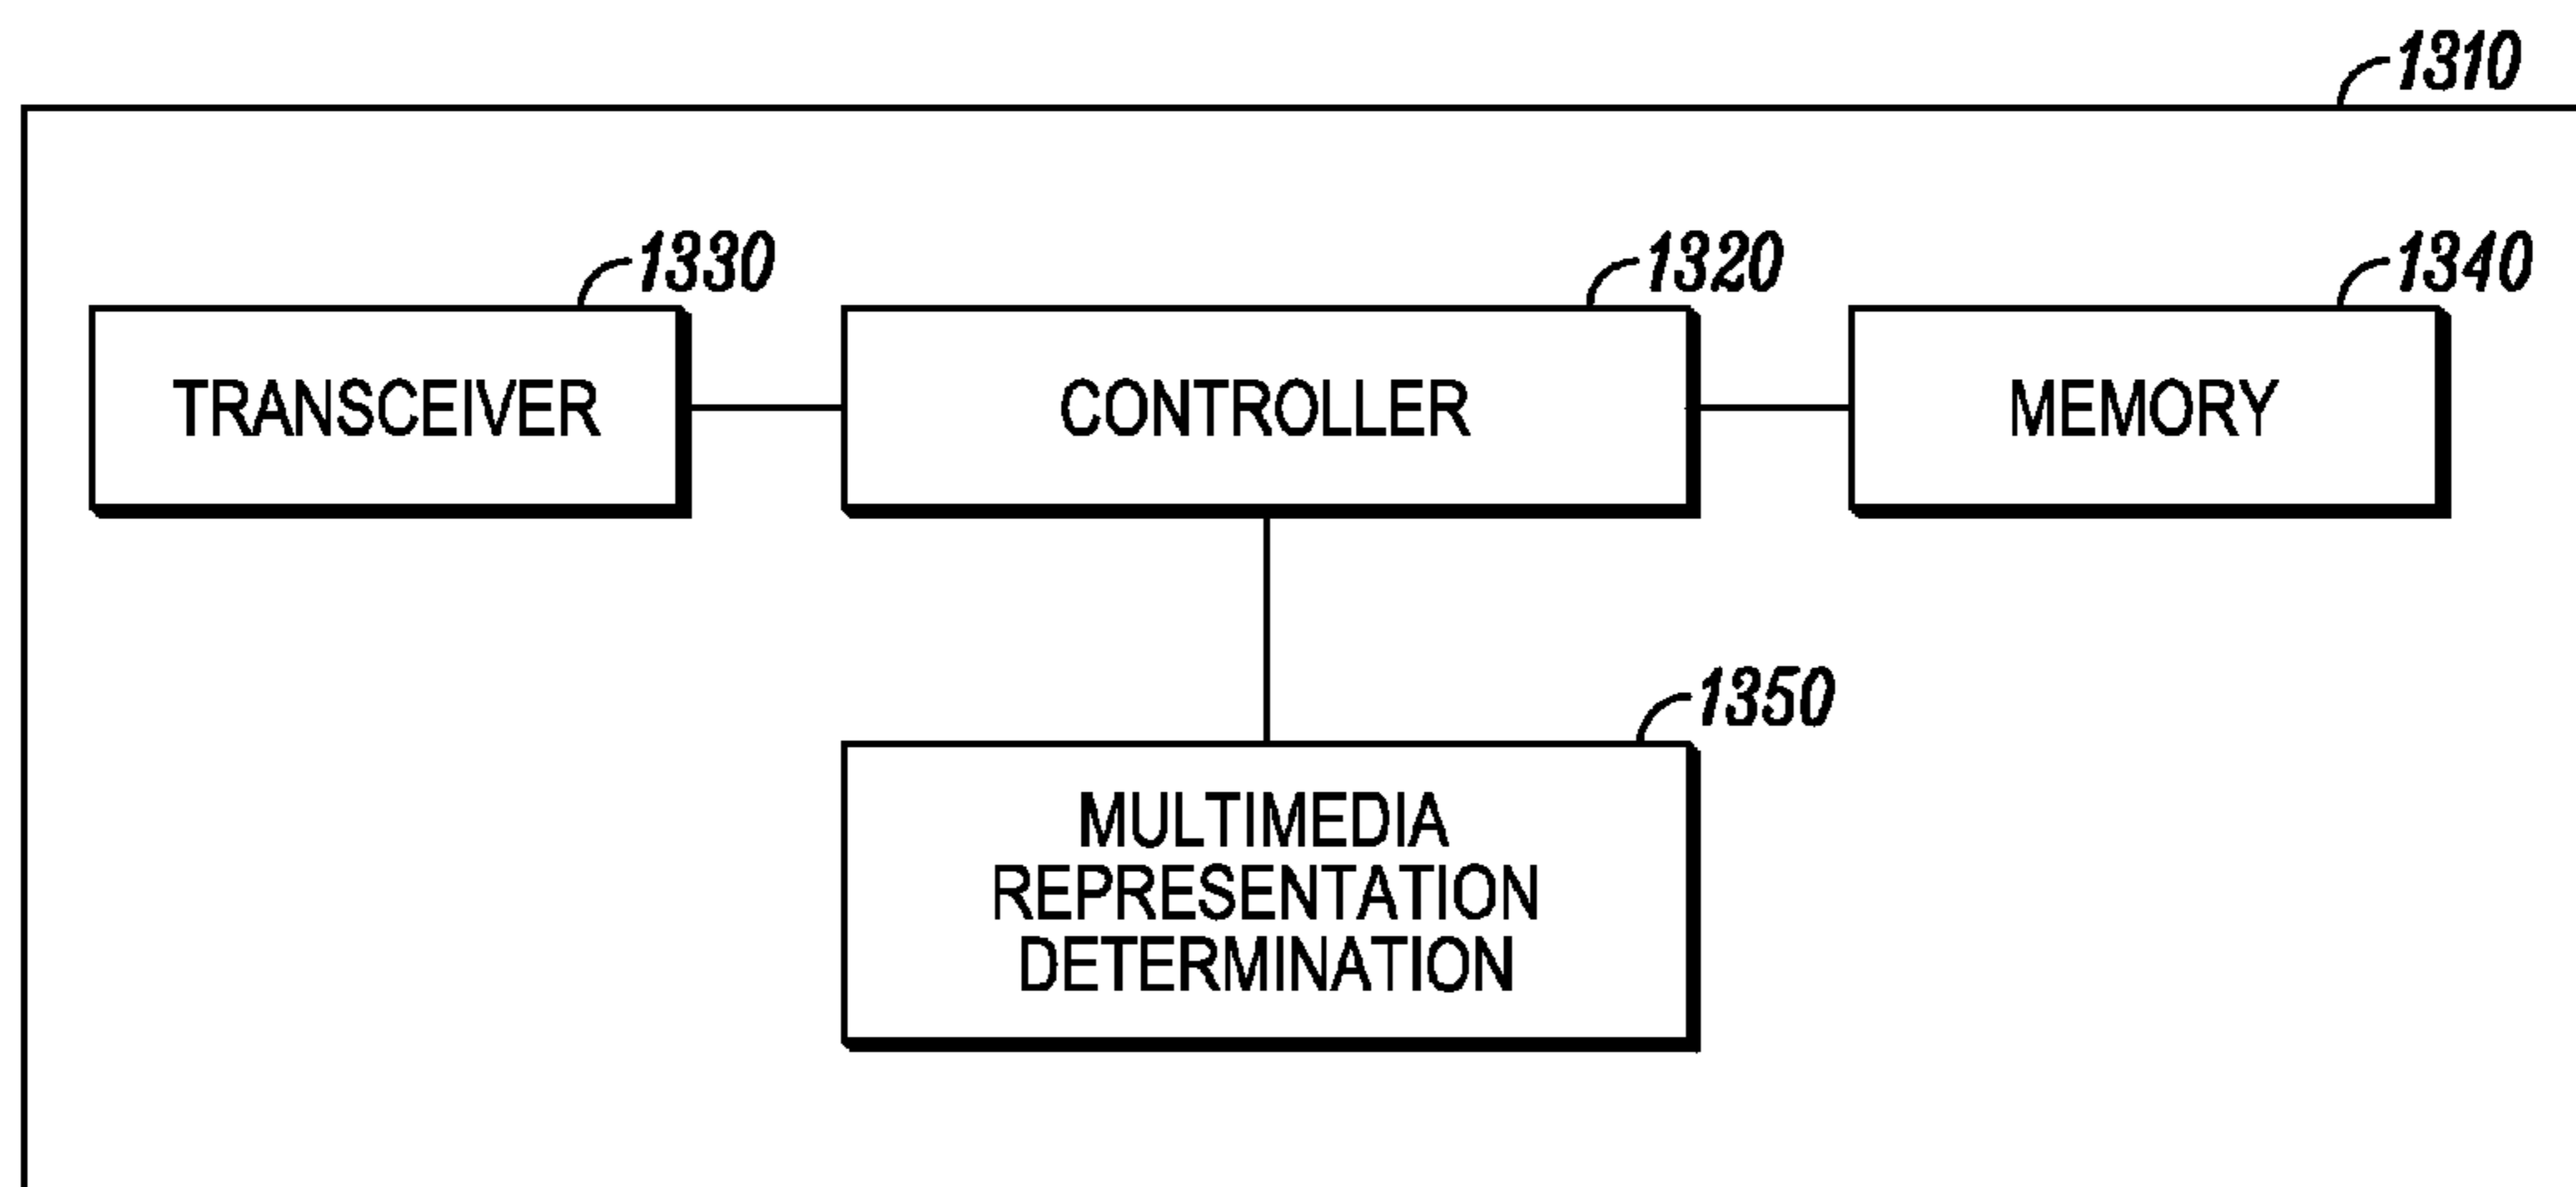 1310
1330
1320
1340
TRANSCEIVER
CONTROLLER
MEMORY
1350
MULTIMEDIA
REPRESENTATION
DETERMINATION